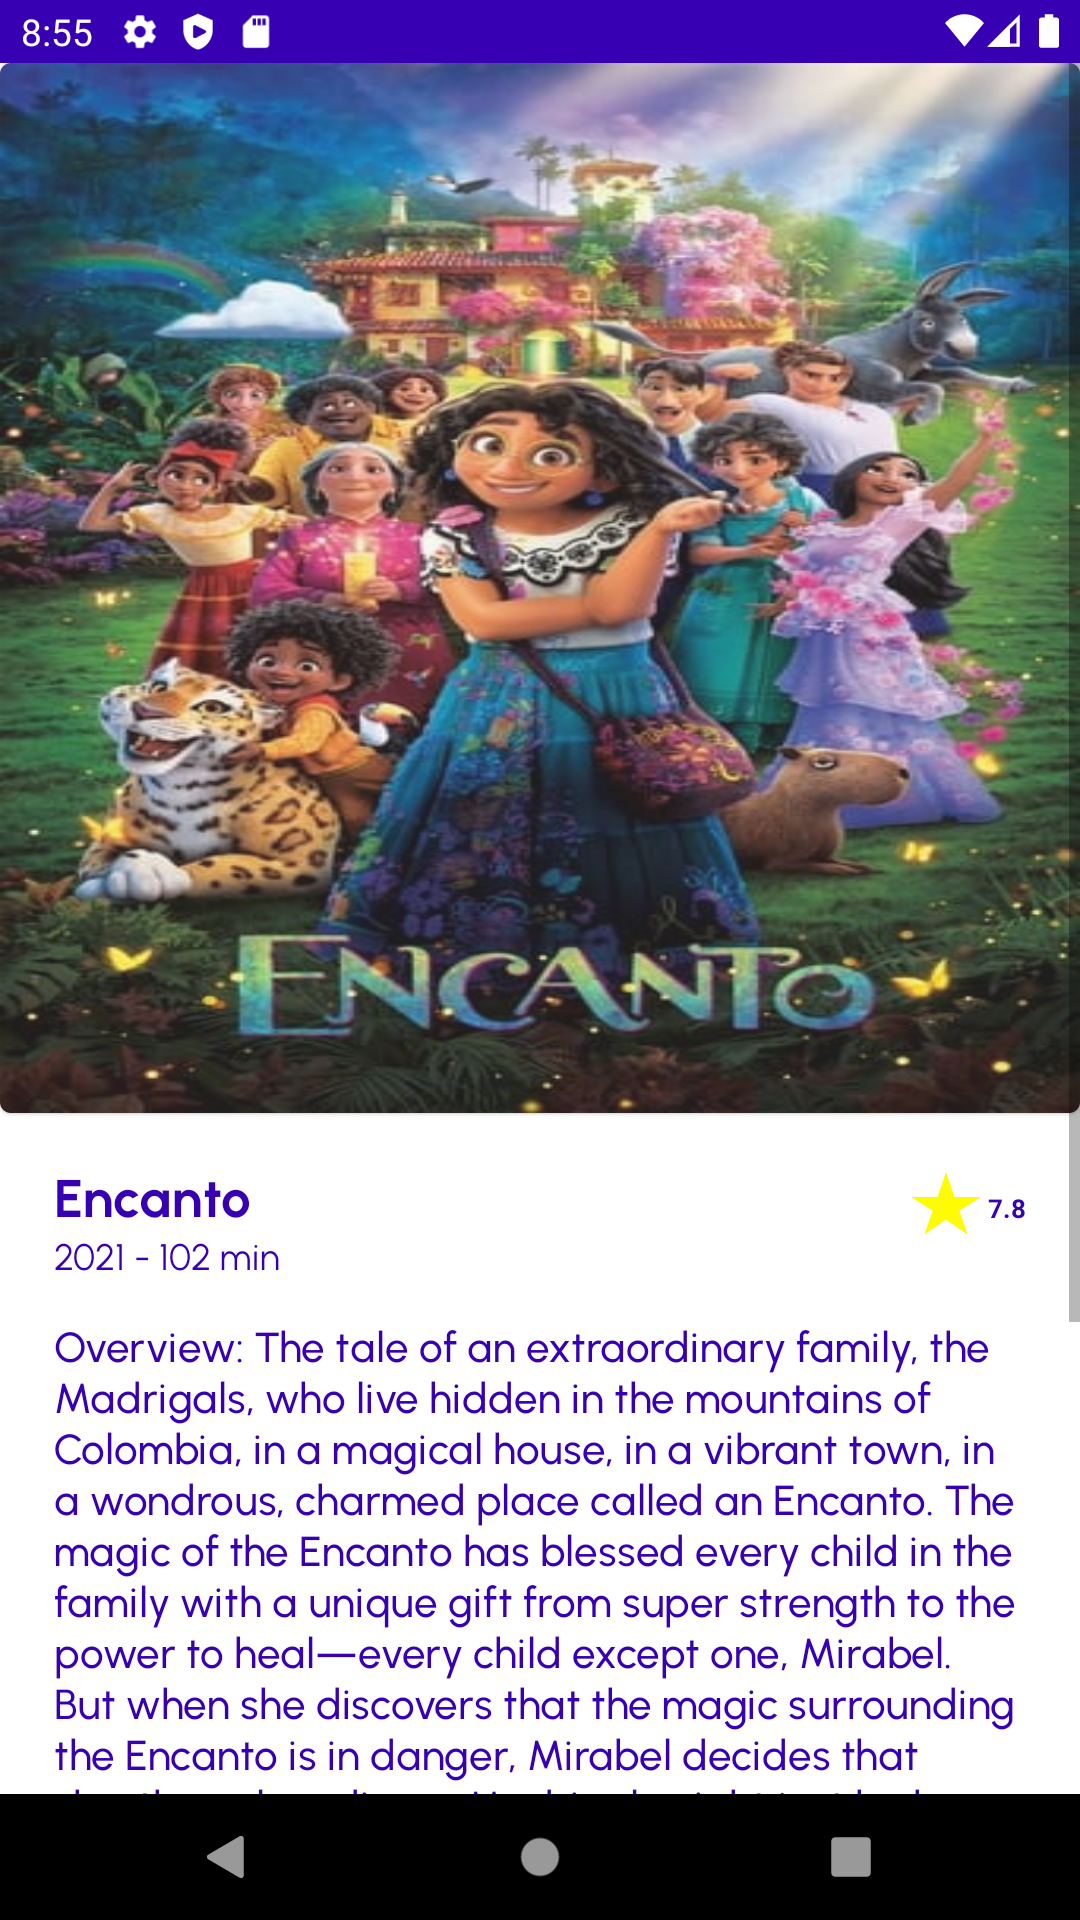 8:55
ENCANTO
Encanto
7.8
2021 - 102 min
Overview: The tale of an extraordinary family, the
Madrigals, who live hidden in the mountains of
Colombia, in a magical house, in a vibrant town, in
a wondrous, charmed place called an Encanto. The
magic of the Encanto has blessed every child in the
family with a unique gift from super strength to the
power to heal—every child except one, Mirabel.
But when she discovers that the magic surrounding
the Encanto is in danger, Mirabel decides that